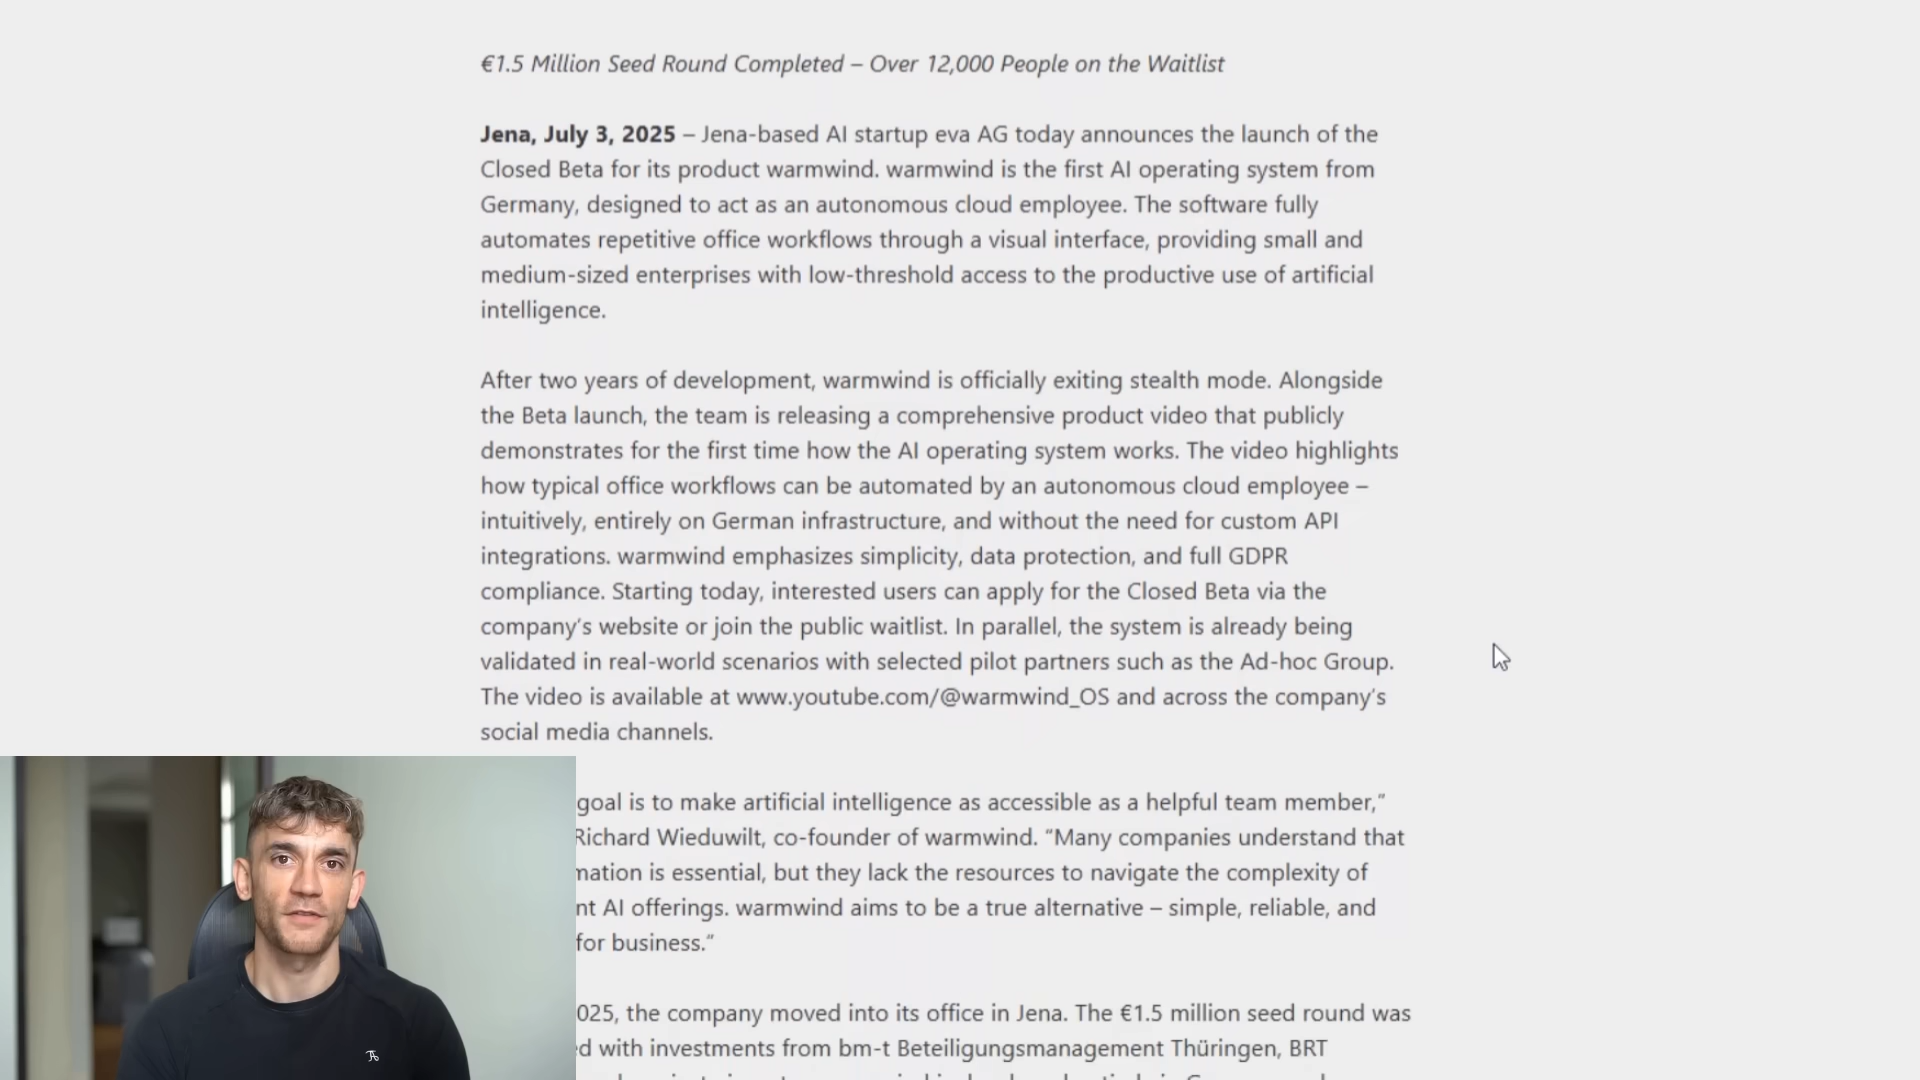 €1.5 Million Seed Round Completed – Over 12,000 People on the Waitlist
Jena, July 3, 2025 – Jena-based AI startup eva AG today announces the launch of the
Closed Beta for its product warmwind. warmwind is the first AI operating system from
Germany, designed to act as an autonomous cloud employee. The software fully
automates repetitive office workflows through a visual interface, providing small and
medium-sized enterprises with low-threshold access to the productive use of artificial
intelligence.
After two years of development, warmwind is officially exiting stealth mode. Alongside
the Beta launch, the team is releasing a comprehensive product video that publicly
demonstrates for the first time how the AI operating system works. The video highlights
how typical office workflows can be automated by an autonomous cloud employee –
intuitively, entirely on German infrastructure, and without the need for custom API
integrations. warmwind emphasizes simplicity, data protection, and full GDPR
compliance. Starting today, interested users can apply for the Closed Beta via the
company's website or join the public waitlist. In parallel, the system is already being
validated in real-world scenarios with selected pilot partners such as the Ad-hoc Group.
The video is available at www.youtube.com/@warmwind_OS and across the company's
social media channels.
goal is to make artificial intelligence as accessible as a helpful team member,"
Richard Wieduwilt, co-founder of warmwind. "Many companies understand that
mation is essential, but they lack the resources to navigate the complexity of
nt AI offerings. warmwind aims to be a true alternative – simple, reliable, and
for business."
025, the company moved into its office in Jena. The €1.5 million seed round was
d with investments from bm-t Beteiligungsmanagement Thüringen, BRT